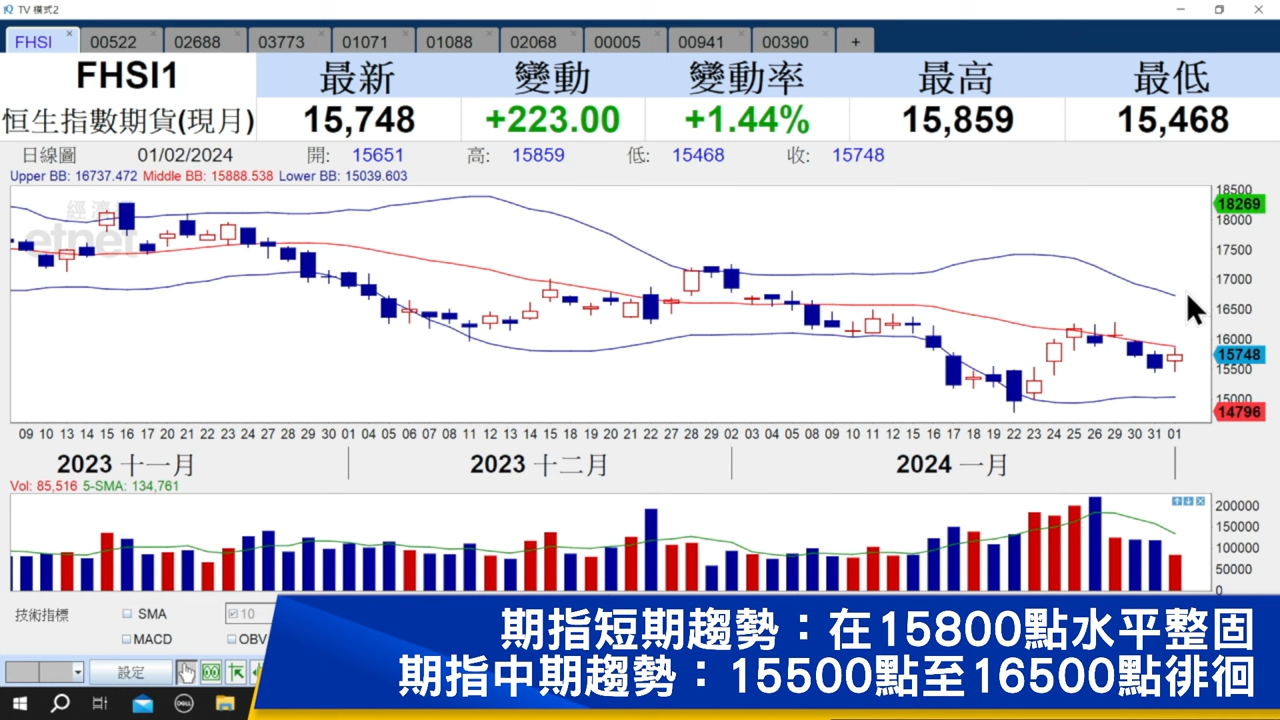 TV 模式2
FHSI 00522 02688 03773 01071 01088 02068 00005 00941 00390 +
FHSI1 最新 變動 變動率 最高 最低
恒生指數期貨(現月) 15,748 +223.00 +1.44% 15,859 15,468
日線圖 01/02/2024 開: 15651 高: 15859 低: 15468 收: 15748
Upper BB: 16737.472 Middle BB: 15888.538 Lower BB: 15039.603
經濟
etnet
18500
18269
18000
17500
17000
16500
16000
15748
15500
15000
14796
09 10 13 14 15 16 17 20 21 22 23 24 27 28 29 30 01 04 05 06 07 08 11 12 13 14 15 18 19 20 21 22 27 28 29 02 03 04 05 08 09 10 11 12 15 16 17 18 19 22 23 24 25 26 29 30 31 01
2023 十一月 2023 十二月 2024 一月
Vol: 85,516 5-SMA: 134,761
200000
150000
100000
50000
0
技術指標 SMA 10
MACD OBV
設定
DELL
期指短期趨勢：在15800點水平整固
期指中期趨勢：15500點至16500點徘徊